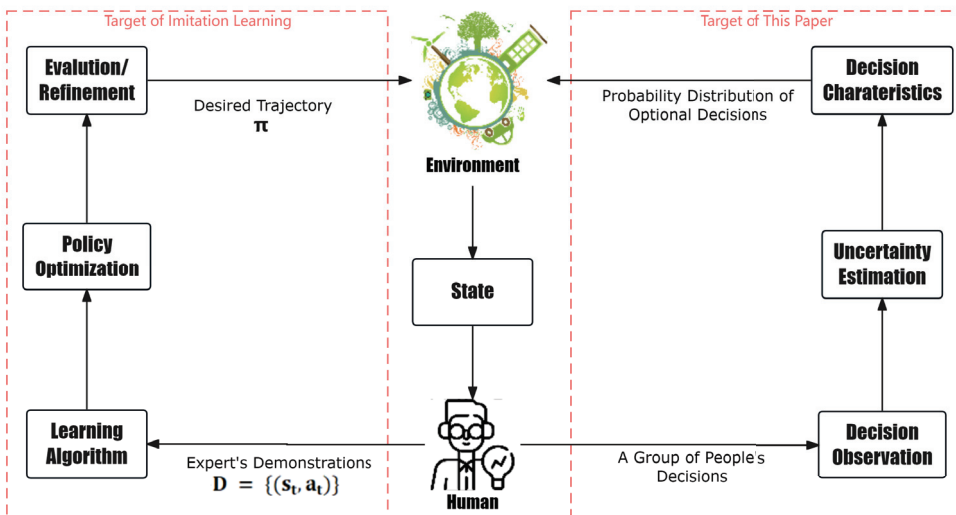 Target of Imitation Learning
Target of This Paper
Evalution/
Refinement
Desired Trajectory
π
Environment
Probability Distribution of
Optional Decisions
Decision
Charateristics
Policy
Optimization
State
Uncertainty
Estimation
Learning
Algorithm
Expert's Demonstrations
D = {(s_t, a_t)}
Human
A Group of People's
Decisions
Decision
Observation